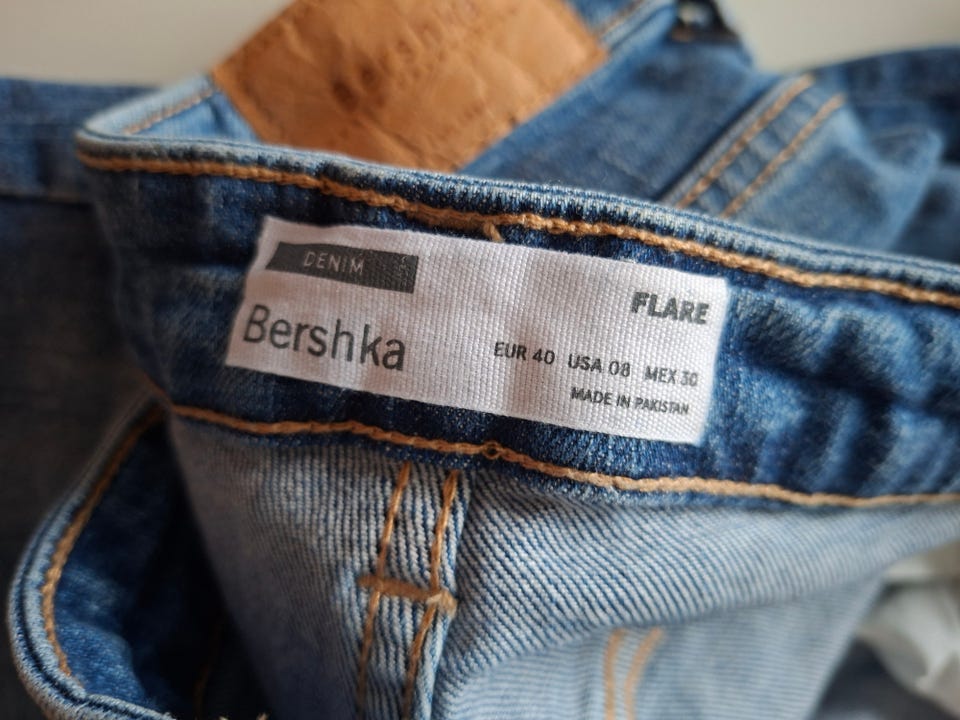 DENIM
FLARE
Bershka
EUR 40 USA 08 MEX 30
MADE IN PAKISTAN